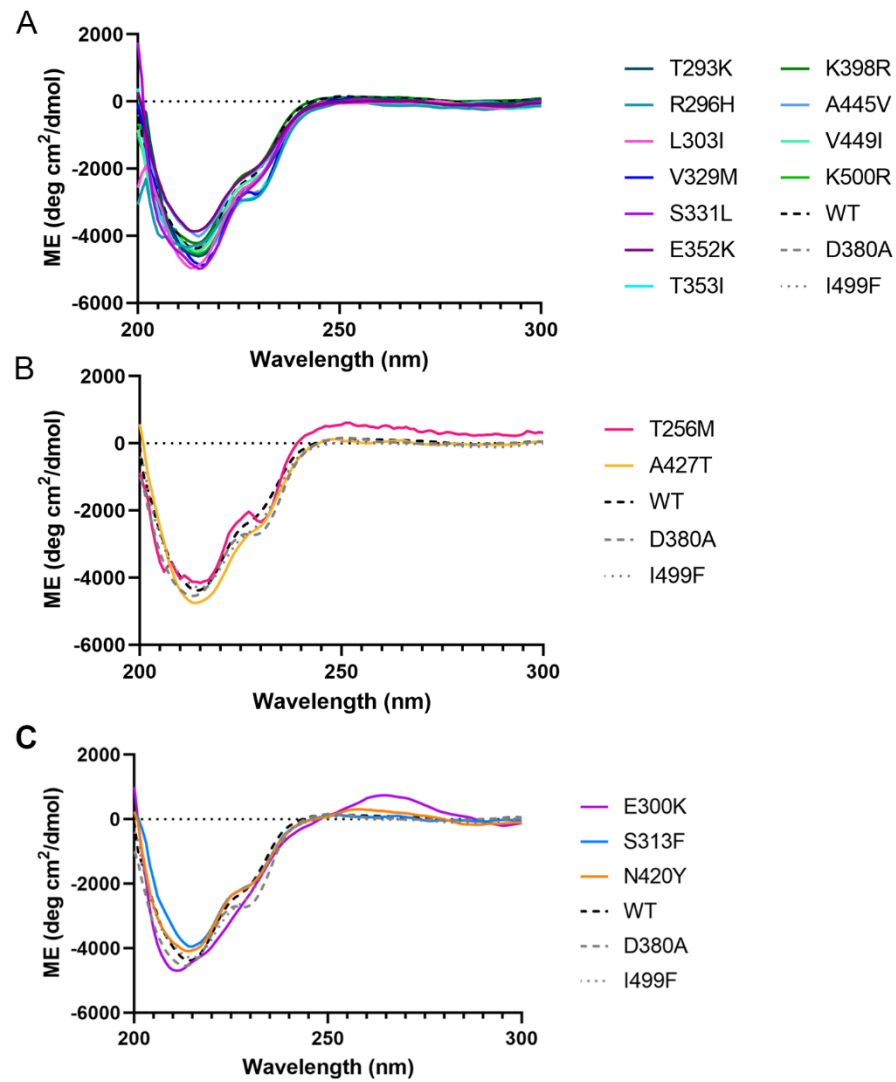 A
2000
0
-2000
-4000
-6000
ME (deg cm²/dmol)
200
250
300
Wavelength (nm)
T293K
R296H
L303I
V329M
S331L
E352K
T353I
K398R
A445V
V449I
K500R
WT
D380A
I499F
B
2000
0
-2000
-4000
-6000
ME (deg cm²/dmol)
200
250
300
Wavelength (nm)
T256M
A427T
WT
D380A
I499F
C
2000
0
-2000
-4000
-6000
ME (deg cm²/dmol)
200
250
300
Wavelength (nm)
E300K
S313F
N420Y
WT
D380A
I499F